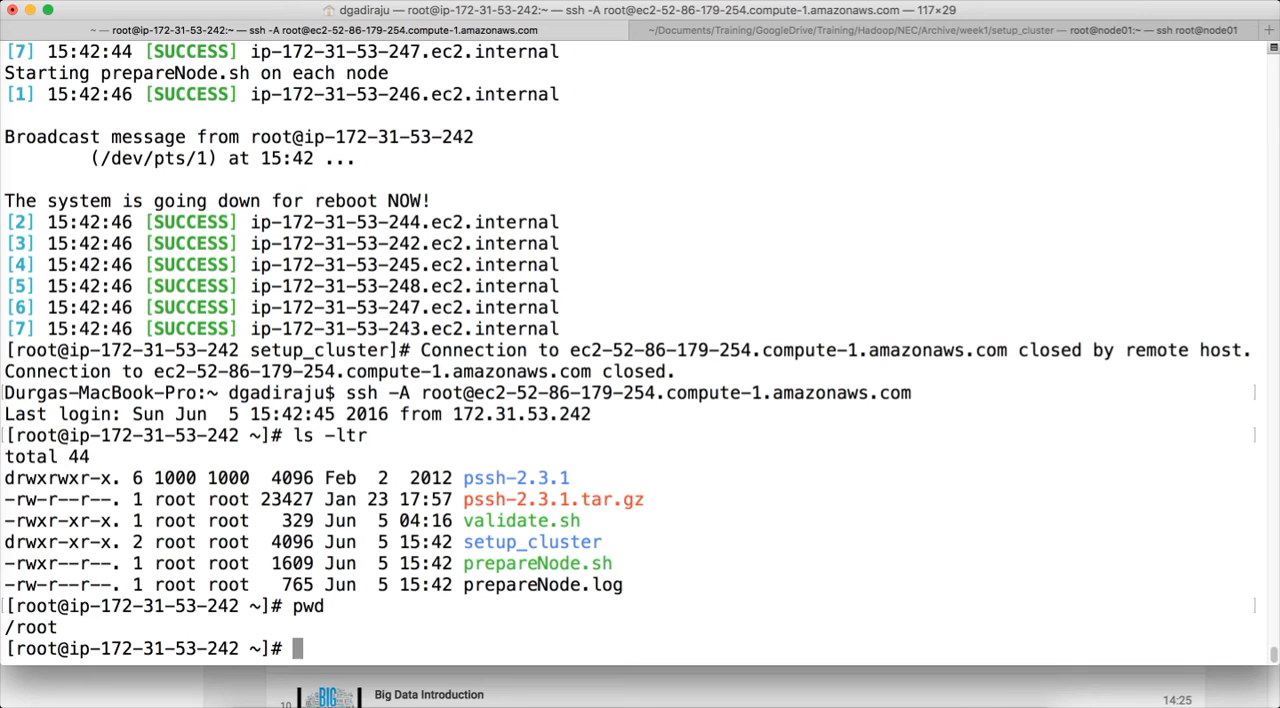 dgadiraju — root@ip-172-31-53-242:~ — ssh -A root@ec2-52-86-179-254.compute-1.amazonaws.com — 117×29
~ — root@ip-172-31-53-242:~ — ssh -A root@ec2-52-86-179-254.compute-1.amazonaws.com
~/Documents/Training/GoogleDrive/Training/Hadoop/NEC/Archive/week1/setup_cluster — root@node01:~ — ssh root@node01
[7] 15:42:44 [SUCCESS] ip-172-31-53-247.ec2.internal
Starting prepareNode.sh on each node
[1] 15:42:46 [SUCCESS] ip-172-31-53-246.ec2.internal
Broadcast message from root@ip-172-31-53-242
(/dev/pts/1) at 15:42 ...
The system is going down for reboot NOW!
[2] 15:42:46 [SUCCESS] ip-172-31-53-244.ec2.internal
[3] 15:42:46 [SUCCESS] ip-172-31-53-242.ec2.internal
[4] 15:42:46 [SUCCESS] ip-172-31-53-245.ec2.internal
[5] 15:42:46 [SUCCESS] ip-172-31-53-248.ec2.internal
[6] 15:42:46 [SUCCESS] ip-172-31-53-247.ec2.internal
[7] 15:42:46 [SUCCESS] ip-172-31-53-243.ec2.internal
[root@ip-172-31-53-242 setup_cluster]# Connection to ec2-52-86-179-254.compute-1.amazonaws.com closed by remote host.
Connection to ec2-52-86-179-254.compute-1.amazonaws.com closed.
Durgas-MacBook-Pro:~ dgadiraju$ ssh -A root@ec2-52-86-179-254.compute-1.amazonaws.com
Last login: Sun Jun  5 15:42:45 2016 from 172.31.53.242
[root@ip-172-31-53-242 ~]# ls -ltr
total 44
drwxrwxr-x. 6 1000 1000  4096 Feb  2  2012 pssh-2.3.1
-rw-r--r--. 1 root root 23427 Jan 23 17:57 pssh-2.3.1.tar.gz
-rwxr-xr-x. 1 root root   329 Jun  5 04:16 validate.sh
drwxr-xr-x. 2 root root  4096 Jun  5 15:42 setup_cluster
-rwxr--r--. 1 root root  1609 Jun  5 15:42 prepareNode.sh
-rw-r--r--. 1 root root   765 Jun  5 15:42 prepareNode.log
[root@ip-172-31-53-242 ~]# pwd
/root
[root@ip-172-31-53-242 ~]#
10 BIG Big Data Introduction 14:25